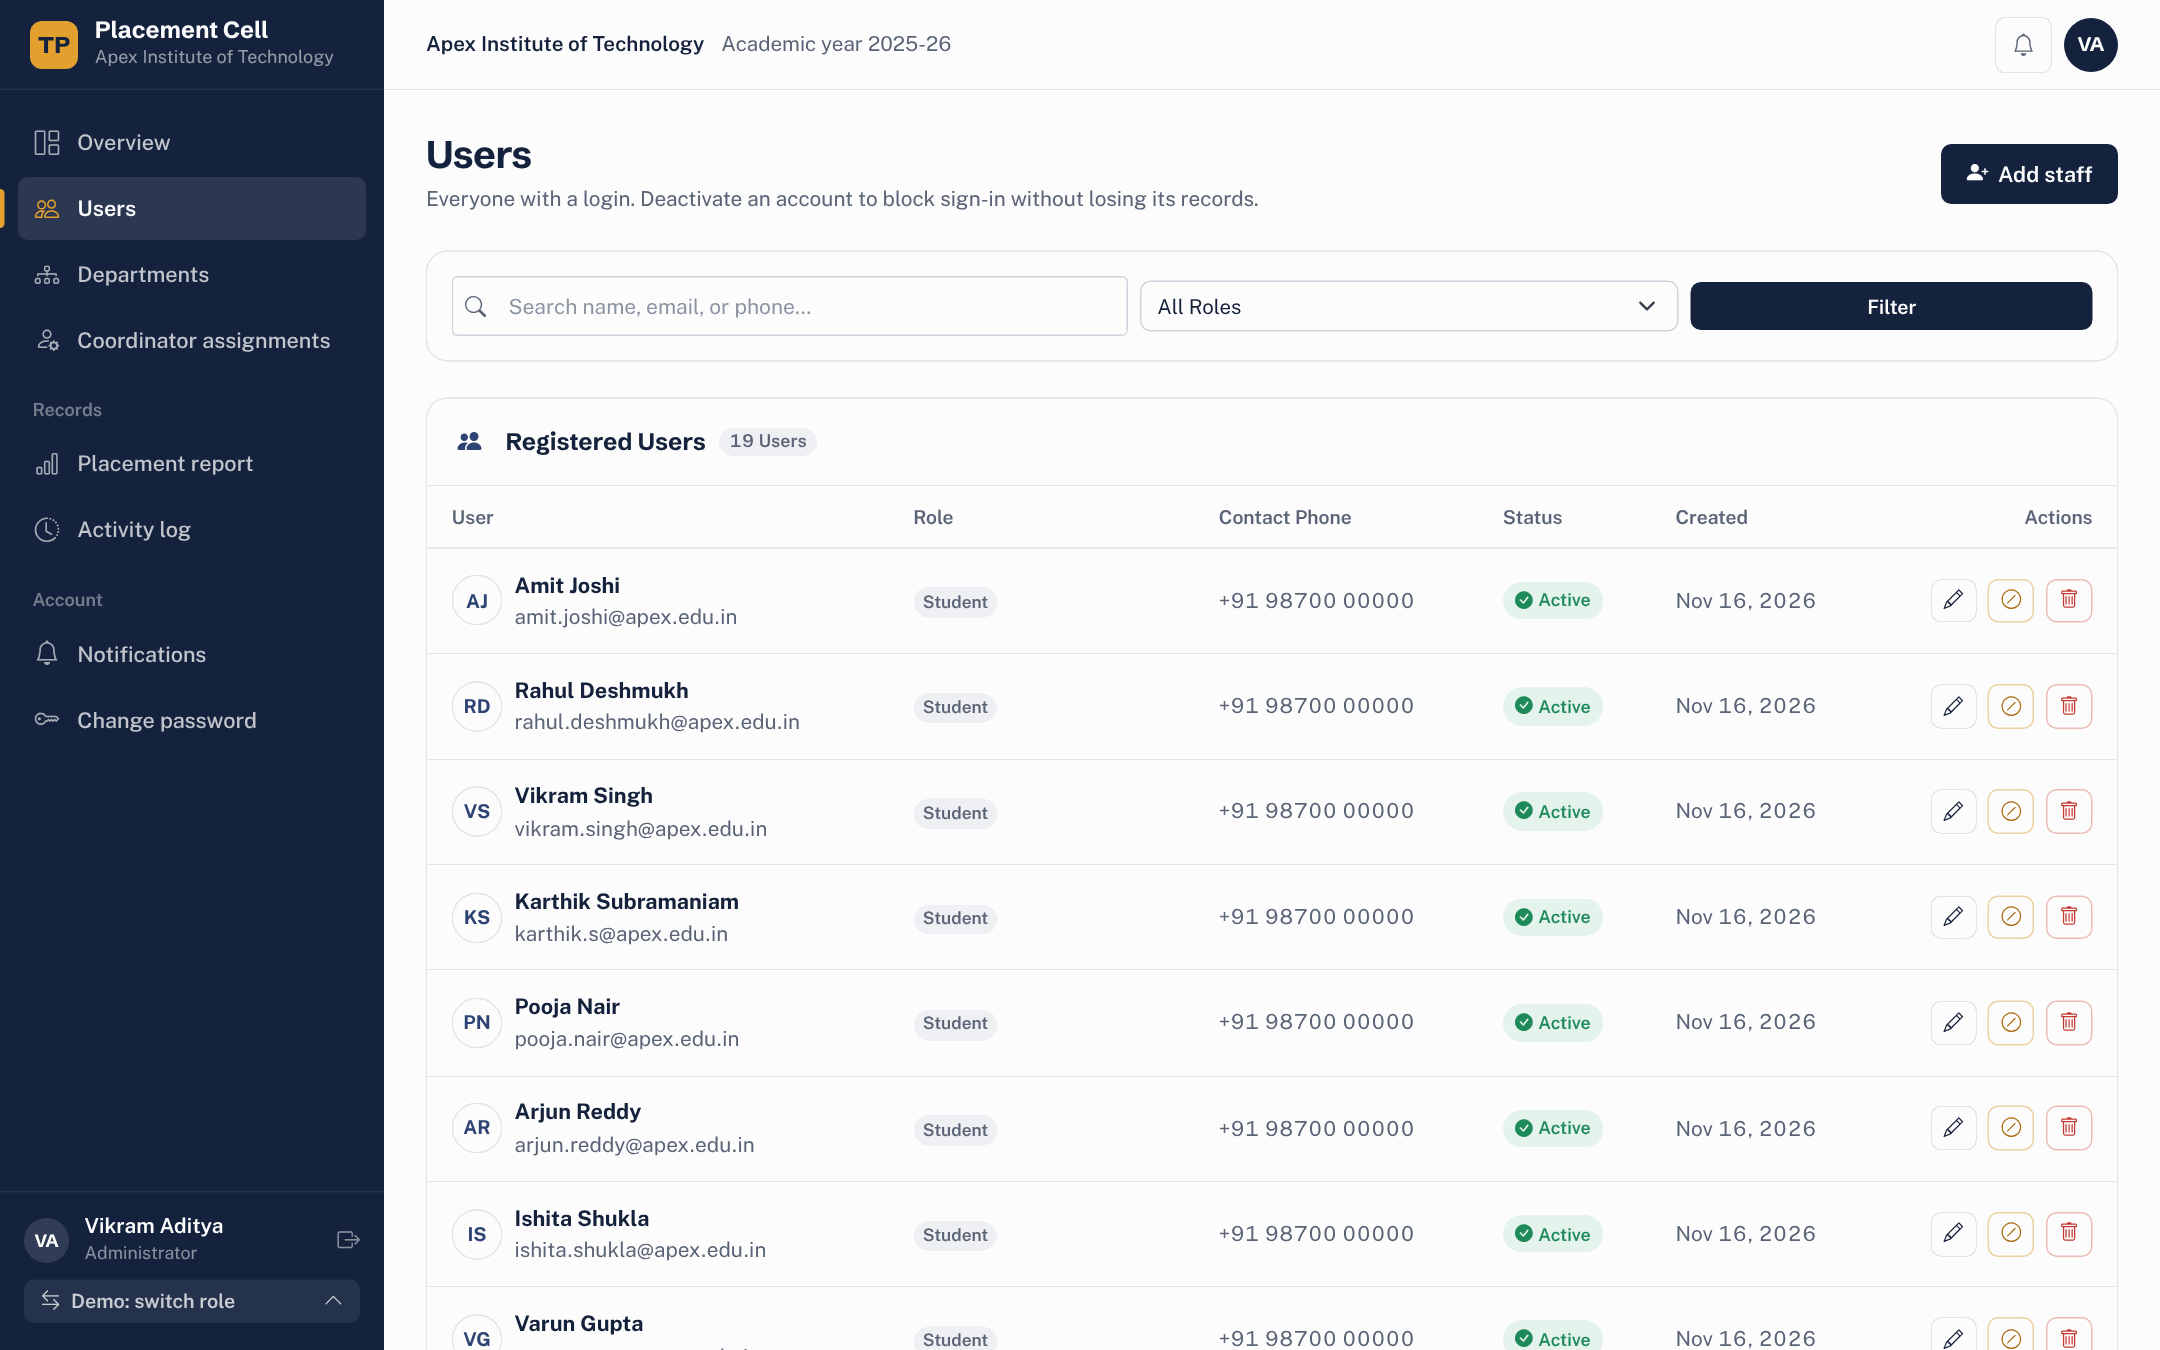 TP
Placement Cell
Apex Institute of Technology
Overview
Users
Departments
Coordinator assignments
Records
Placement report
Activity log
Account
Notifications
Change password
VA
Vikram Aditya
Administrator
Demo: switch role
Apex Institute of Technology Academic year 2025-26
VA
Users
Everyone with a login. Deactivate an account to block sign-in without losing its records.
Add staff
Search name, email, or phone...
All Roles
Filter
Registered Users 19 Users
User Role Contact Phone Status Created Actions
AJ Amit Joshi
amit.joshi@apex.edu.in
Student +91 98700 00000 Active Nov 16, 2026
RD Rahul Deshmukh
rahul.deshmukh@apex.edu.in
Student +91 98700 00000 Active Nov 16, 2026
VS Vikram Singh
vikram.singh@apex.edu.in
Student +91 98700 00000 Active Nov 16, 2026
KS Karthik Subramaniam
karthik.s@apex.edu.in
Student +91 98700 00000 Active Nov 16, 2026
PN Pooja Nair
pooja.nair@apex.edu.in
Student +91 98700 00000 Active Nov 16, 2026
AR Arjun Reddy
arjun.reddy@apex.edu.in
Student +91 98700 00000 Active Nov 16, 2026
IS Ishita Shukla
ishita.shukla@apex.edu.in
Student +91 98700 00000 Active Nov 16, 2026
VG Varun Gupta
Student +91 98700 00000 Active Nov 16, 2026